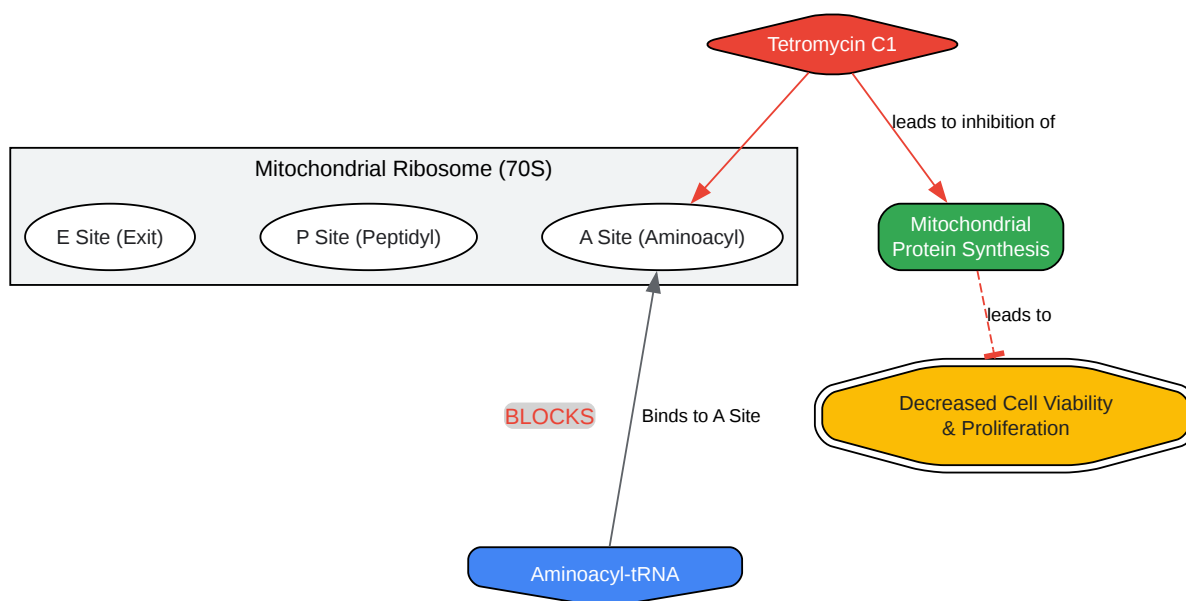 Tetromycin C1
leads to inhibition of
Mitochondrial Ribosome (70S)
E Site (Exit)
P Site (Peptidyl)
A Site (Aminoacyl)
Mitochondrial
Protein Synthesis
leads to
Decreased Cell Viability
& Proliferation
BLOCKS
Binds to A Site
Aminoacyl-tRNA